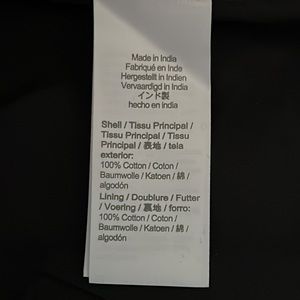 Made in India
Fabriqué en Inde
Hergestellt in Indien
Vervaardigd in India
インド製
hecho en india
Shell / Tissu Principal /
Tissu Principal / Tissu
Principal / 表地 / tela
exterior:
100% Cotton / Coton /
Baumwolle / Katoen / 綿 /
algodón
Lining / Doublure / Futter
/ Voering / 裏地 / forro:
100% Cotton / Coton /
Baumwolle / Katoen / 綿 /
algodón